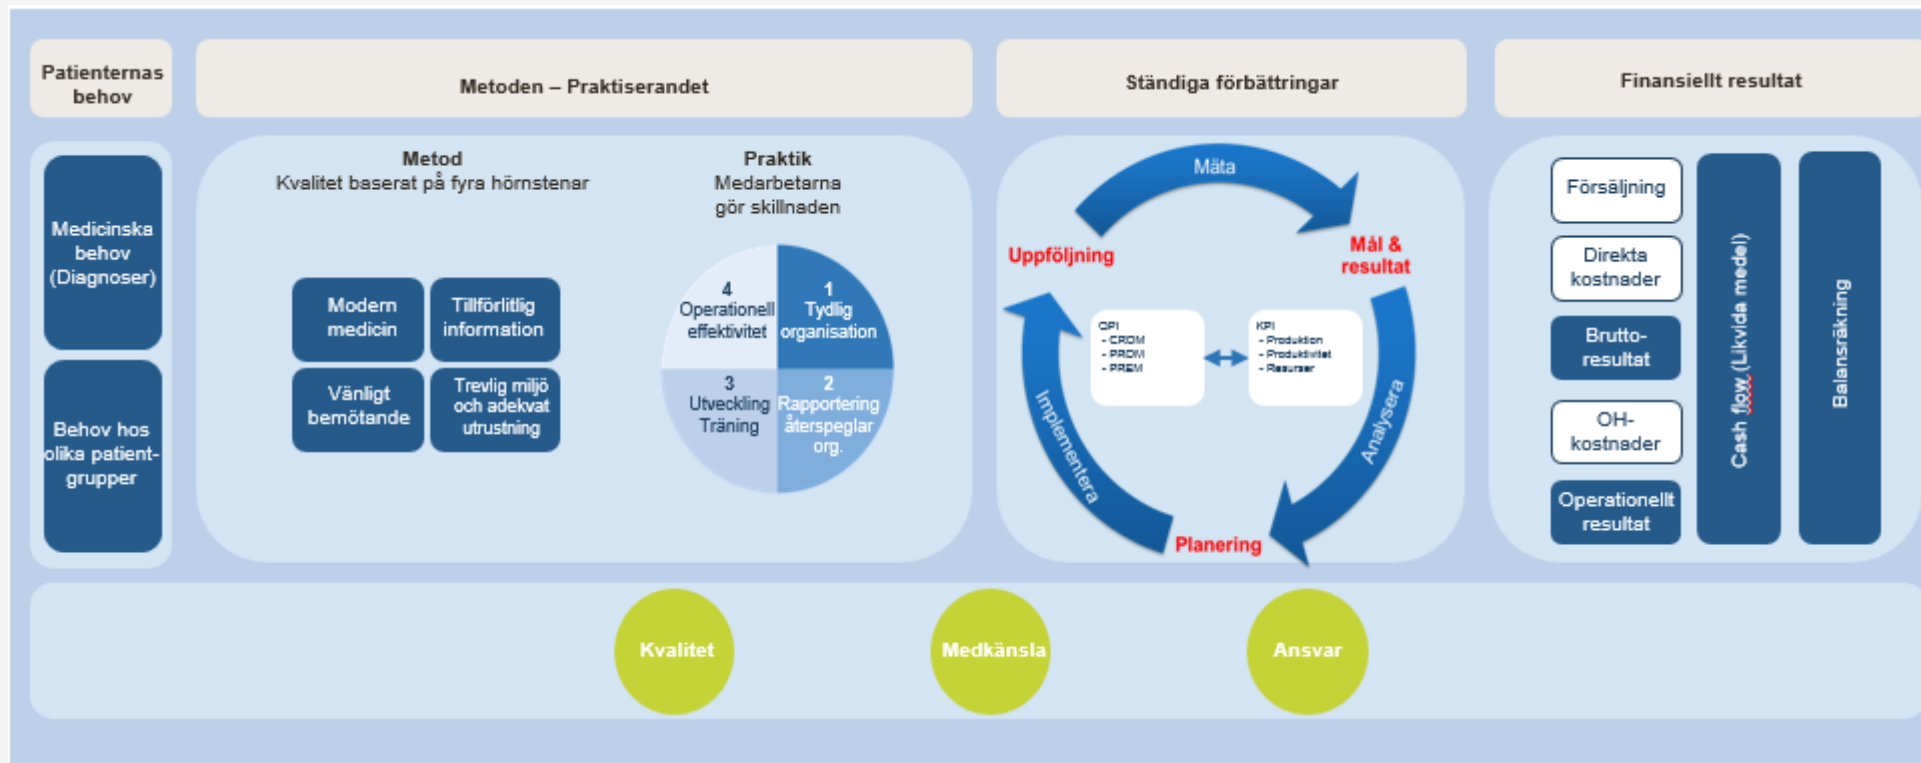 Patienternas
behov
Metoden – Praktiserandet
Ständiga förbättringar
Finansiellt resultat
Medicinska
behov
(Diagnoser)
Behov hos
olika patient-
grupper
Metod
Kvalitet baserat på fyra hörnstenar
Modern
medicin
Tillförlitlig
information
Vänligt
bemötande
Trevlig miljö
och adekvat
utrustning
Praktik
Medarbetarna
gör skillnaden
4
Operationell
effektivitet
1
Tydlig
organisation
3
Utveckling
Träning
2
Rapportering
återspeglar
org.
Mäta
Uppföljning
Mål &
resultat
QPI
- CROM
- PROM
- PREM
KPI
- Produktion
- Produktivitet
- Resurser
Implementera
Analysera
Planering
Försäljning
Direkta
kostnader
Brutto-
resultat
OH-
kostnader
Operationellt
resultat
Cash flow (Likvida medel)
Balansräkning
Kvalitet
Medkänsla
Ansvar